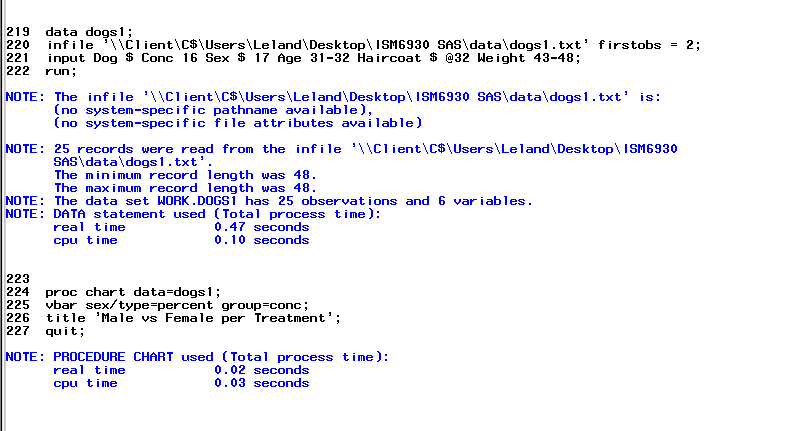 219  data dogs1;
220  infile '\\Client\C$\Users\Leland\Desktop\ISM6930 SAS\data\dogs1.txt' firstobs = 2;
221  input Dog $ Conc 16 Sex $ 17 Age 31-32 Haircoat $ @32 Weight 43-48;
222  run;
NOTE: The infile '\\Client\C$\Users\Leland\Desktop\ISM6930 SAS\data\dogs1.txt' is:
(no system-specific pathname available),
(no system-specific file attributes available)
NOTE: 25 records were read from the infile '\\Client\C$\Users\Leland\Desktop\ISM6930
SAS\data\dogs1.txt'.
The minimum record length was 48.
The maximum record length was 48.
NOTE: The data set WORK.DOGS1 has 25 observations and 6 variables.
NOTE: DATA statement used (Total process time):
real time           0.47 seconds
cpu time            0.10 seconds
223
224  proc chart data=dogs1;
225  vbar sex/type=percent group=conc;
226  title 'Male vs Female per Treatment';
227  quit;
NOTE: PROCEDURE CHART used (Total process time):
real time           0.02 seconds
cpu time            0.03 seconds